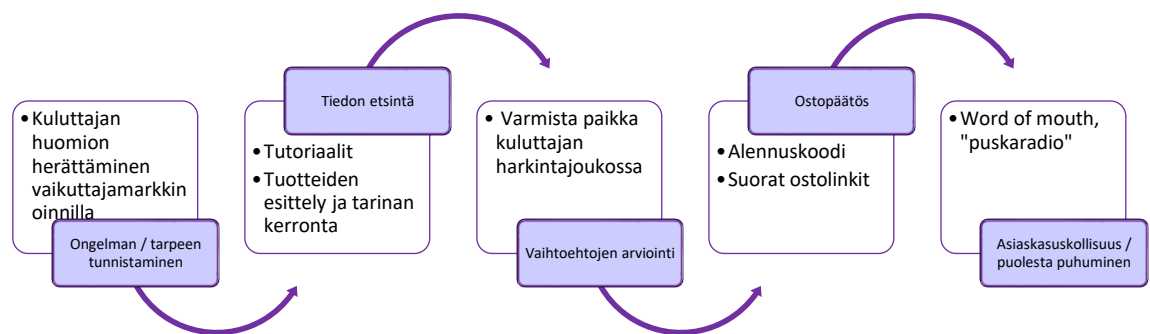 • Kuluttajan
huomion
herättäminen
vaikuttajamarkkin
oinnilla
Ongelman / tarpeen
tunnistaminen
Tiedon etsintä
• Tutoriaalit
• Tuotteiden
esittely ja tarinan
kerronta
• Varmista paikka
kuluttajan
harkintajoukossa
Vaihtoehtojen arviointi
Ostopäätös
• Alennuskoodi
• Suorat ostolinkit
• Word of mouth,
"puskaradio"
Asiaskasuskollisuus /
puolesta puhuminen